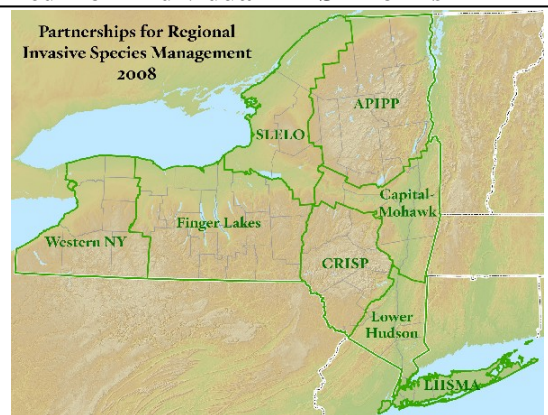 Partnerships for Regional
Invasive Species Management
2008
APIPP
SLELO
Capital-
Mohawk
Finger Lakes
Western NY
CRISP
Lower
Hudson
LIISMA